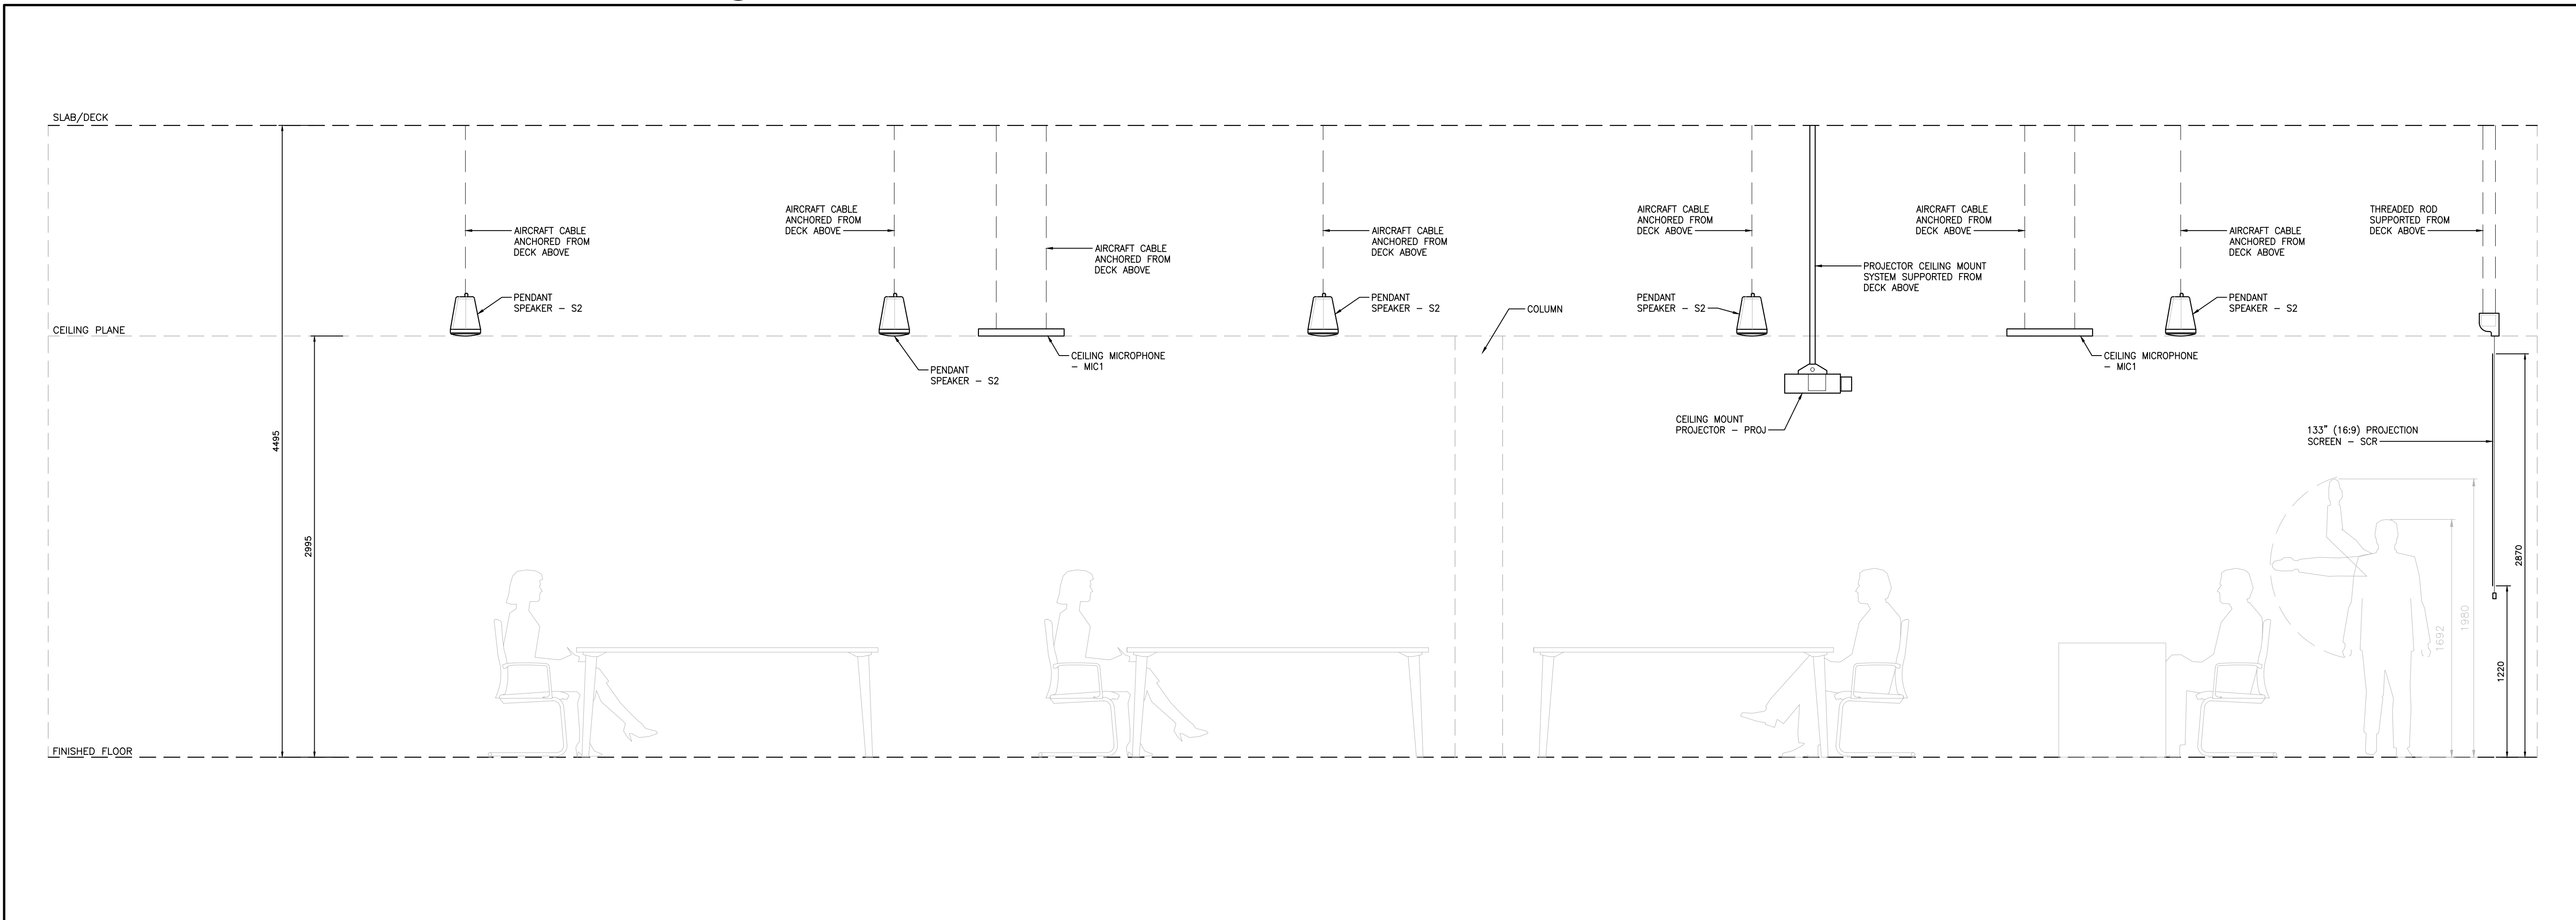 SLAB/DECK
AIRCRAFT CABLE
ANCHORED FROM
DECK ABOVE
AIRCRAFT CABLE
ANCHORED FROM
DECK ABOVE
AIRCRAFT CABLE
ANCHORED FROM
DECK ABOVE
AIRCRAFT CABLE
ANCHORED FROM
DECK ABOVE
AIRCRAFT CABLE
ANCHORED FROM
DECK ABOVE
AIRCRAFT CABLE
ANCHORED FROM
DECK ABOVE
AIRCRAFT CABLE
ANCHORED FROM
DECK ABOVE
THREADED ROD
SUPPORTED FROM
DECK ABOVE
PROJECTOR CEILING MOUNT
SYSTEM SUPPORTED FROM
DECK ABOVE
PENDANT
SPEAKER - S2
PENDANT
SPEAKER - S2
PENDANT
SPEAKER - S2
PENDANT
SPEAKER - S2
COLUMN
CEILING PLANE
PENDANT
SPEAKER - S2
CEILING MICROPHONE
- MIC1
CEILING MICROPHONE
- MIC1
CEILING MOUNT
PROJECTOR - PROJ
133" (16:9) PROJECTION
SCREEN - SCR
4495
2995
2870
1980
1692
1220
FINISHED FLOOR